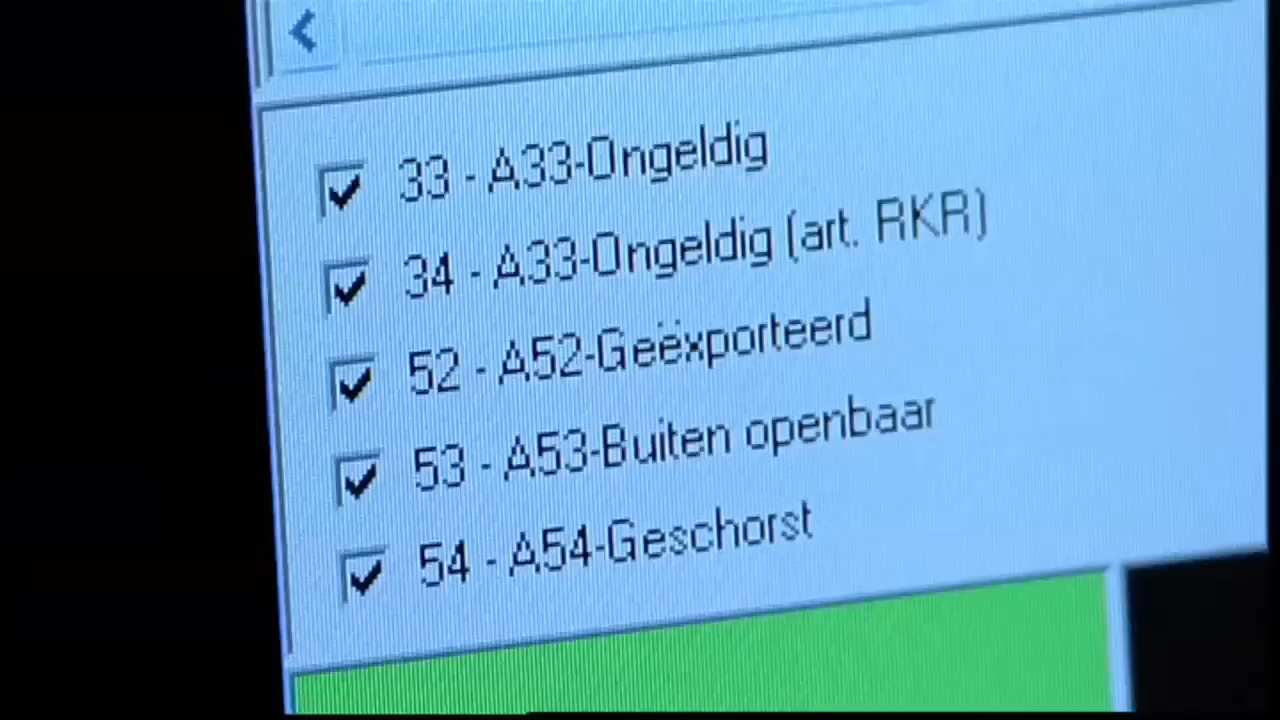 33 - A33-Ongeldig
34 - A33-Ongeldig (art. RKR)
52 - A52-Geëxporteerd
53 - A53-Buiten openbaar
54 - A54-Geschorst